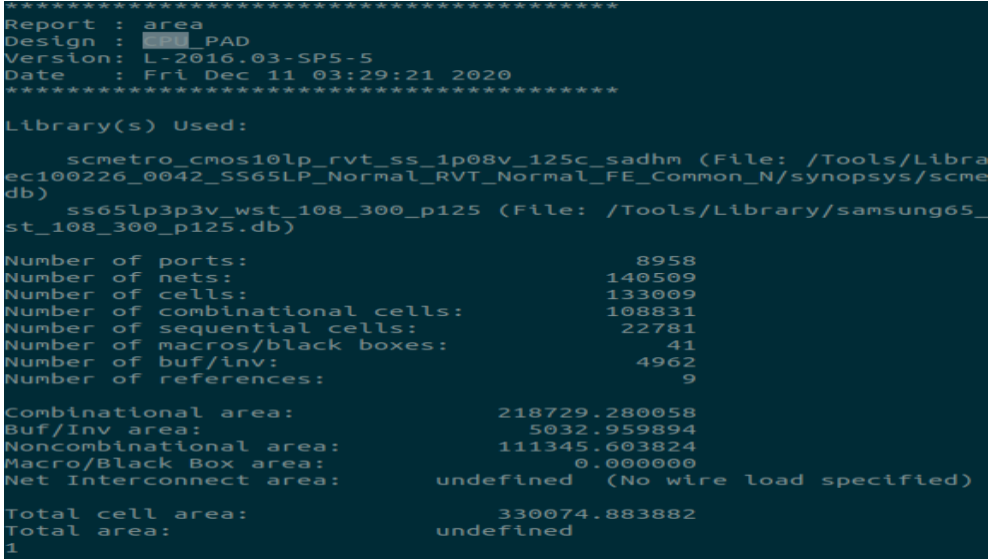 ****************************************
Report : area
Design : CPU_PAD
Version: L-2016.03-SP5-5
Date   : Fri Dec 11 03:29:21 2020
****************************************
Library(s) Used:
scmetro_cmos10lp_rvt_ss_1p08v_125c_sadhm (File: /Tools/Libra
ec100226_0042_SS65LP_Normal_RVT_Normal_FE_Common_N/synopsys/scme
db)
ss65lp3p3v_wst_108_300_p125 (File: /Tools/Library/samsung65_
st_108_300_p125.db)
Number of ports: 8958
Number of nets: 140509
Number of cells: 133009
Number of combinational cells: 108831
Number of sequential cells: 22781
Number of macros/black boxes: 41
Number of buf/inv: 4962
Number of references: 9
Combinational area: 218729.280058
Buf/Inv area: 5032.959894
Noncombinational area: 111345.603824
Macro/Black Box area: 0.000000
Net Interconnect area: undefined (No wire load specified)
Total cell area: 330074.883882
Total area: undefined
1